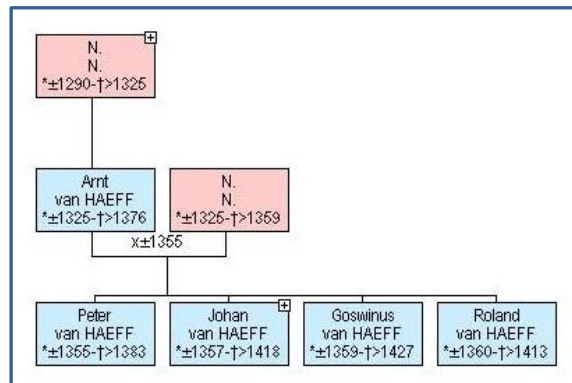 N.
N.
*±1290-†>1325
Arnt
van HAEFF
*±1325-†>1376
N.
N.
*±1325-†>1359
x±1355
Peter
van HAEFF
*±1355-†>1383
Johan
van HAEFF
*±1357-†>1418
Goswinus
van HAEFF
*±1359-†>1427
Roland
van HAEFF
*±1360-†>1413